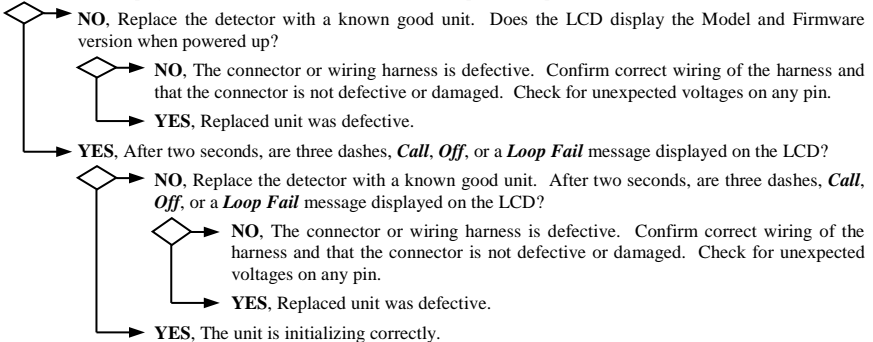 NO, Replace the detector with a known good unit. Does the LCD display the Model and Firmware
version when powered up?
NO, The connector or wiring harness is defective. Confirm correct wiring of the harness and
that the connector is not defective or damaged. Check for unexpected voltages on any pin.
YES, Replaced unit was defective.
YES, After two seconds, are three dashes, Call, Off, or a Loop Fail message displayed on the LCD?
NO, Replace the detector with a known good unit. After two seconds, are three dashes, Call,
Off, or a Loop Fail message displayed on the LCD?
NO, The connector or wiring harness is defective. Confirm correct wiring of the
harness and that the connector is not defective or damaged. Check for unexpected
voltages on any pin.
YES, Replaced unit was defective.
YES, The unit is initializing correctly.